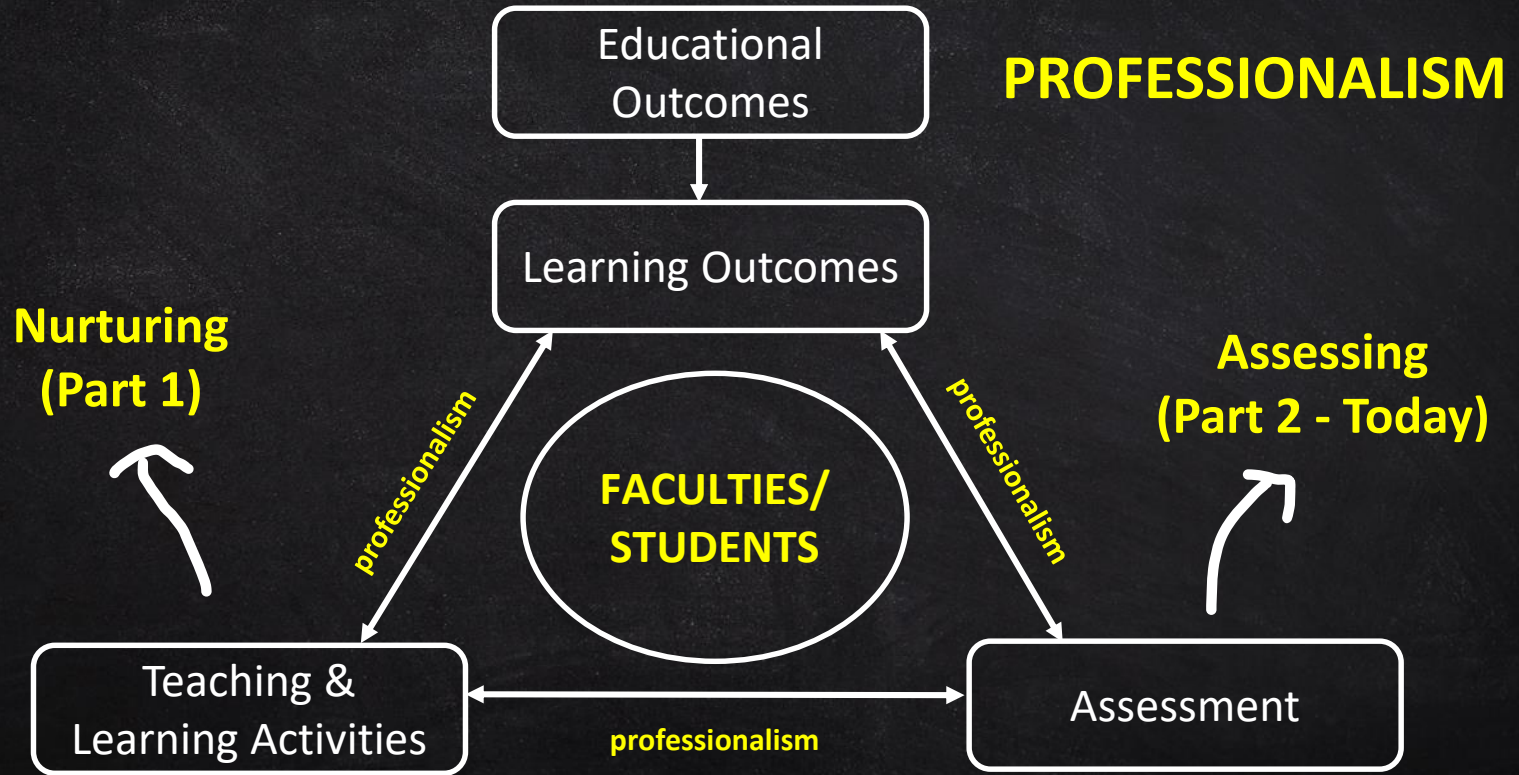 Educational
Outcomes
PROFESSIONALISM
Learning Outcomes
Nurturing
(Part 1)
Assessing
(Part 2 - Today)
professionalism
professionalism
FACULTIES/
STUDENTS
Teaching &
Learning Activities
professionalism
Assessment